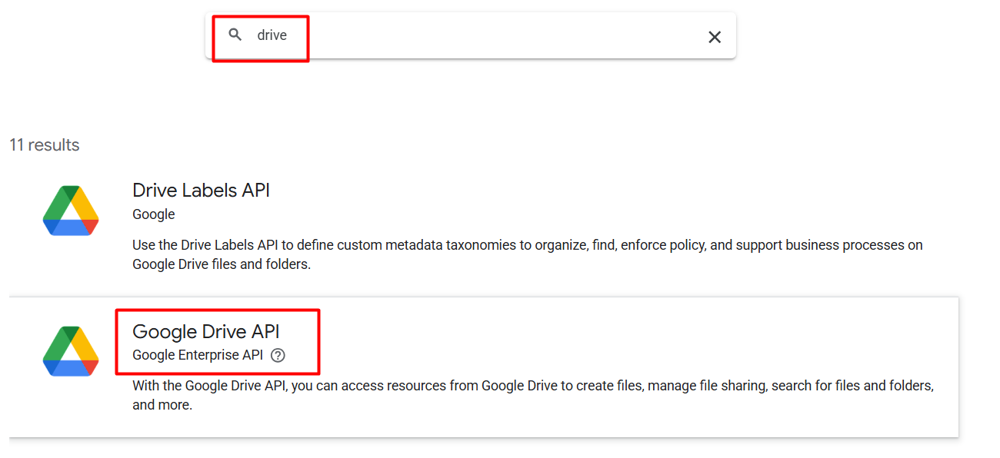 drive
11 results
Drive Labels API
Google
Use the Drive Labels API to define custom metadata taxonomies to organize, find, enforce policy, and support business processes on
Google Drive files and folders.
Google Drive API
Google Enterprise API
With the Google Drive API, you can access resources from Google Drive to create files, manage file sharing, search for files and folders,
and more.